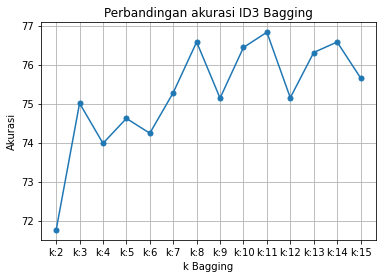 Perbandingan akurasi ID3 Bagging
77
76
75
74
73
72
Akurasi
k:2 k:3 k:4 k:5 k:6 k:7 k:8 k:9 k:10 k:11 k:12 k:13 k:14 k:15
k Bagging